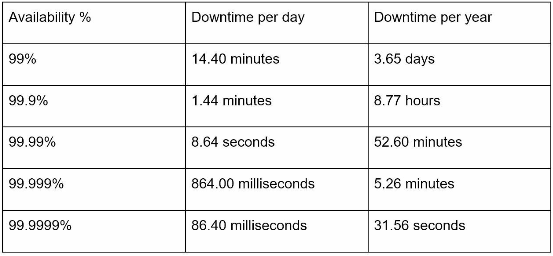 Availability % Downtime per day Downtime per year
99% 14.40 minutes 3.65 days
99.9% 1.44 minutes 8.77 hours
99.99% 8.64 seconds 52.60 minutes
99.999% 864.00 milliseconds 5.26 minutes
99.9999% 86.40 milliseconds 31.56 seconds